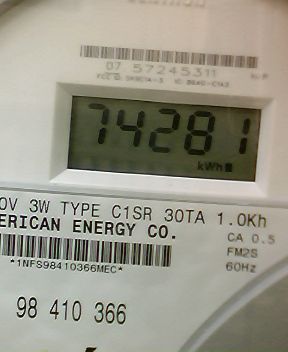 07 57245311
74281
kWh
0V 3W TYPE C1SR 30TA 1.0Kh
ERICAN ENERGY CO. CA 0.5
FM2S
*1NFS98410366MEC* 60Hz
98 410 366